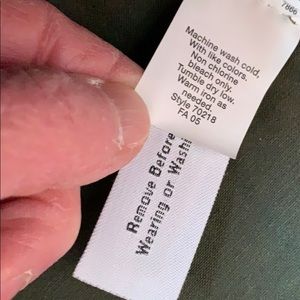 7866
Machine wash cold.
With like colors.
Non chlorine
bleach only.
Tumble dry low.
Warm iron as
needed.
Style 70218
FA 05
Remove Before
Wearing or